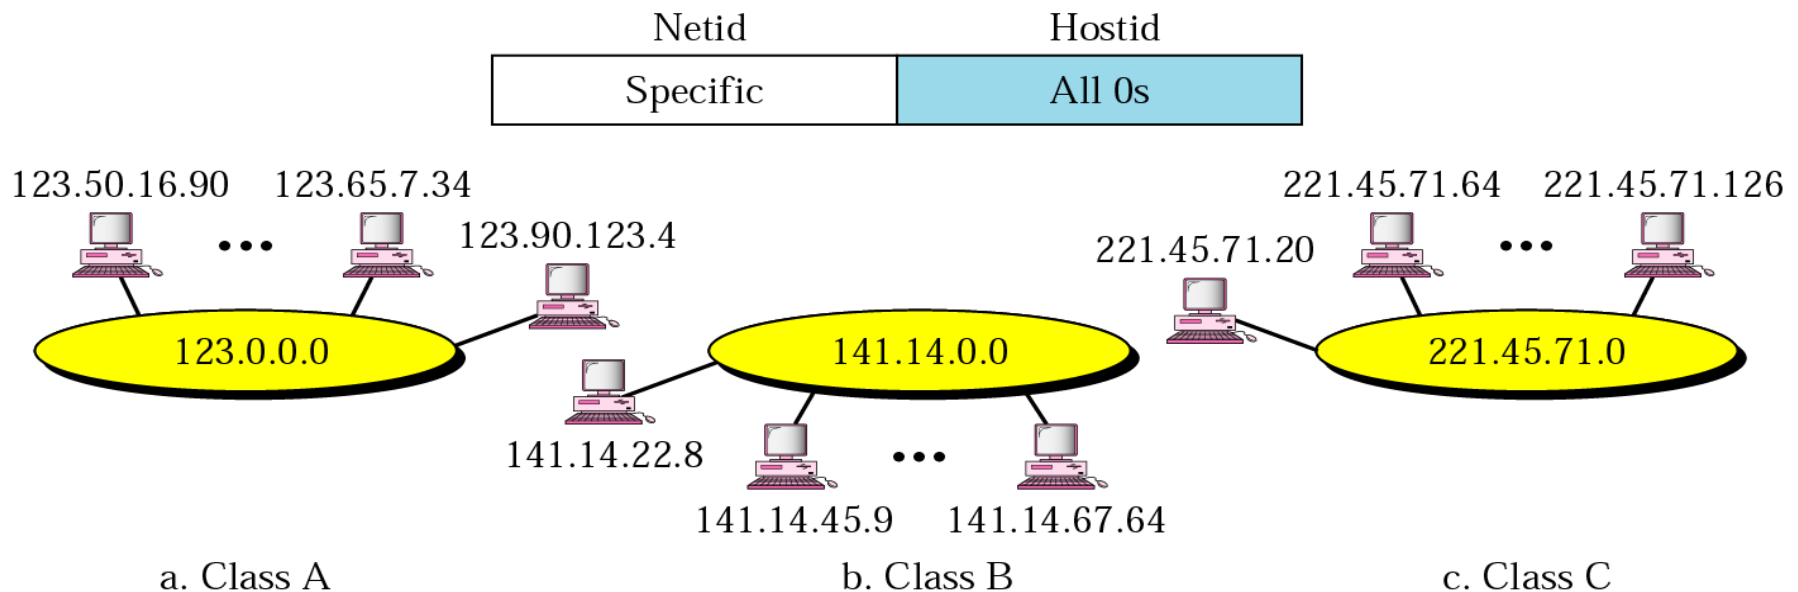 Netid Hostid
Specific All 0s
123.50.16.90 123.65.7.34
123.90.123.4
123.0.0.0
141.14.22.8
141.14.0.0
141.14.45.9 141.14.67.64
221.45.71.64 221.45.71.126
221.45.71.20
221.45.71.0
a. Class A
b. Class B
c. Class C